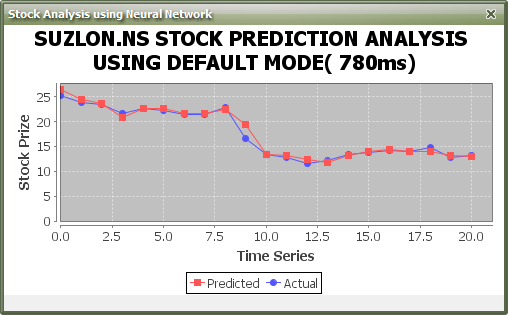 Stock Analysis using Neural Network
SUZLON.NS STOCK PREDICTION ANALYSIS
USING DEFAULT MODE( 780ms)
25
20
15
10
5
0
Stock Prize
0.0 2.5 5.0 7.5 10.0 12.5 15.0 17.5 20.0
Time Series
Predicted Actual